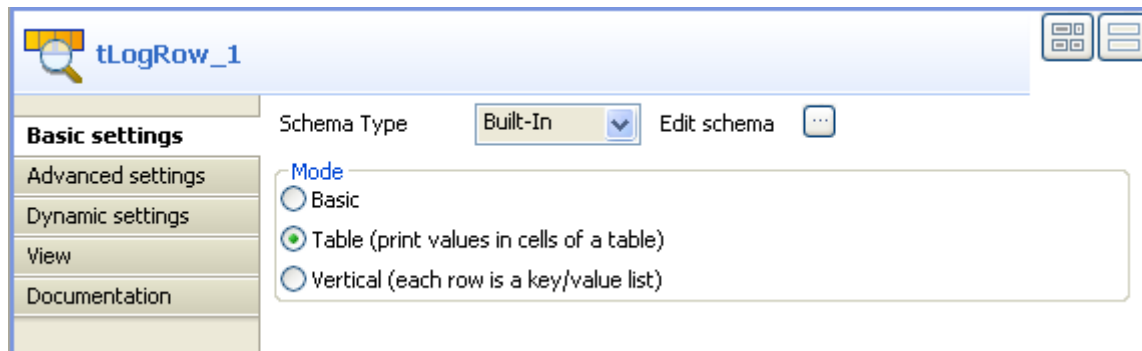 tLogRow_1
Basic settings
Advanced settings
Dynamic settings
View
Documentation
Schema Type Built-In Edit schema ...
Mode
Basic
Table (print values in cells of a table)
Vertical (each row is a key/value list)